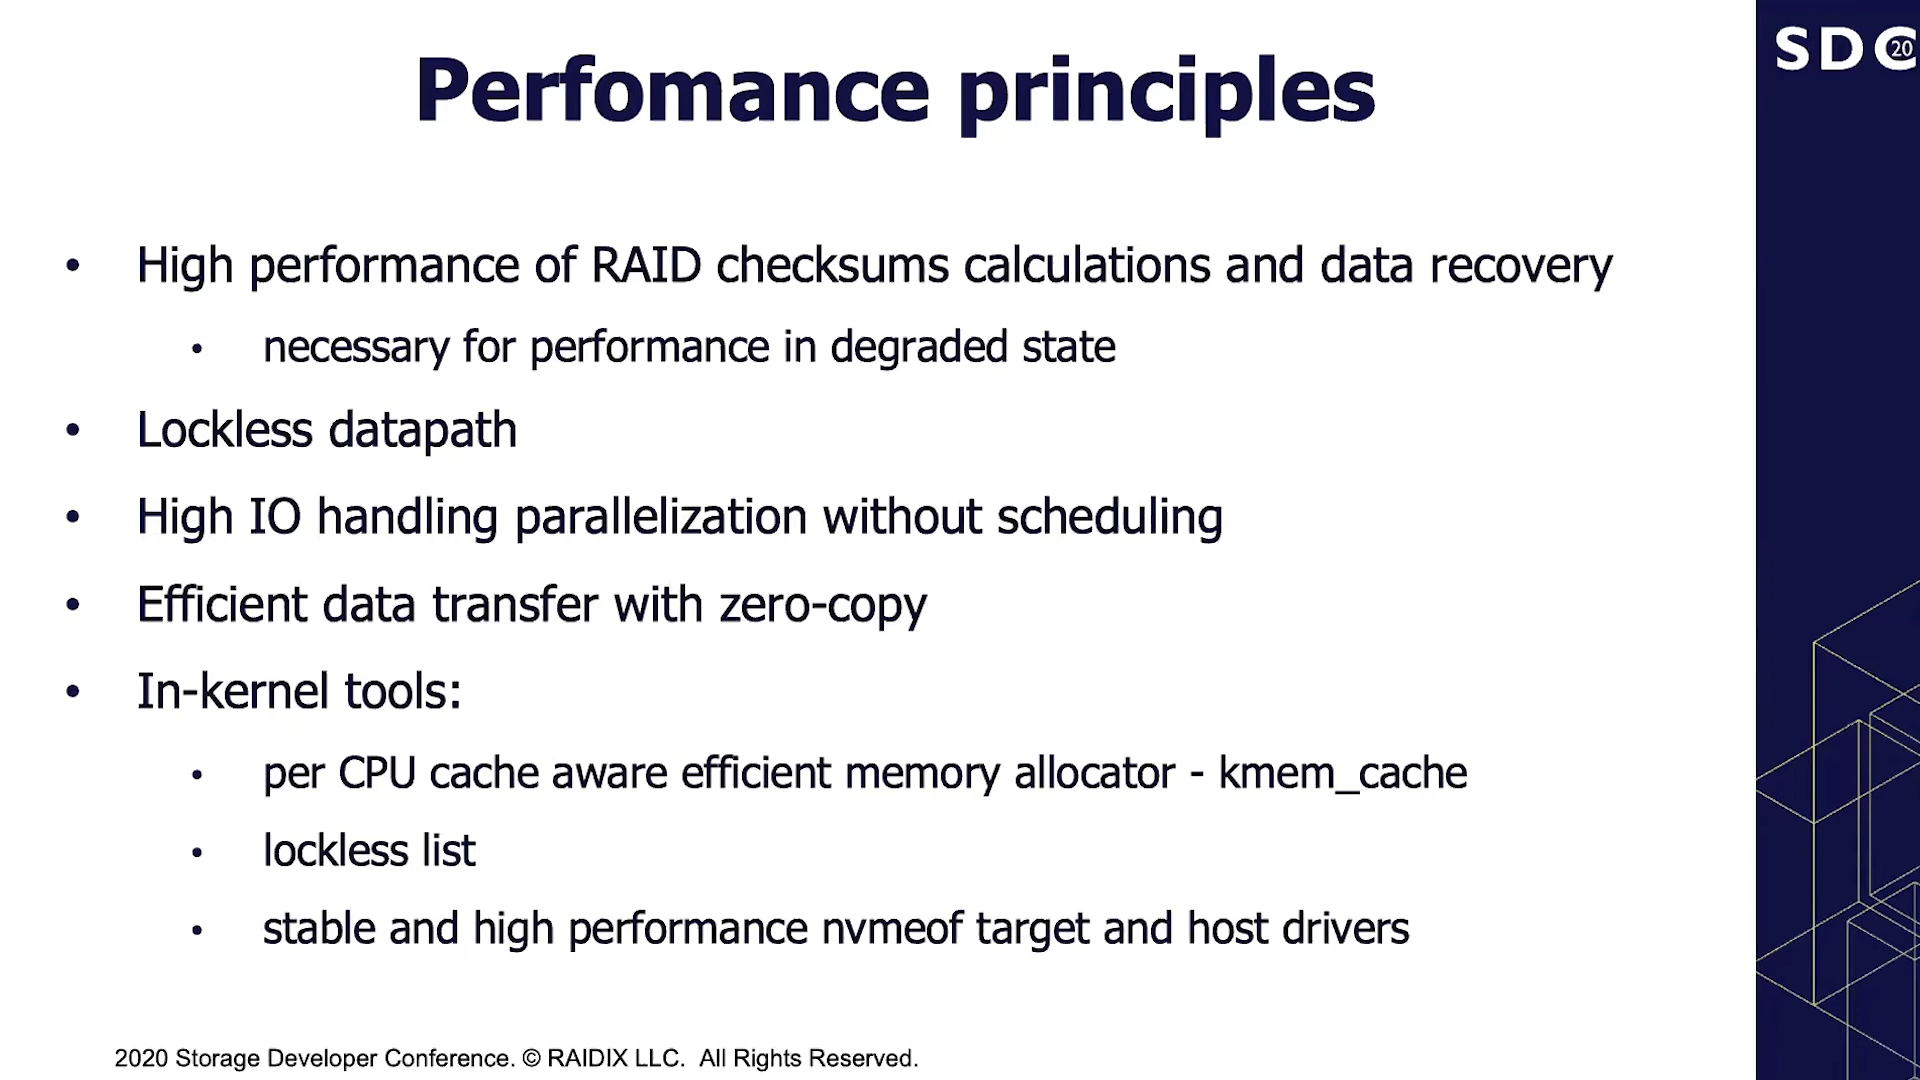 SDC 20
Perfomance principles
• High performance of RAID checksums calculations and data recovery
• necessary for performance in degraded state
• Lockless datapath
• High IO handling parallelization without scheduling
• Efficient data transfer with zero-copy
• In-kernel tools:
• per CPU cache aware efficient memory allocator - kmem_cache
• lockless list
• stable and high performance nvmeof target and host drivers
2020 Storage Developer Conference. © RAIDIX LLC. All Rights Reserved.